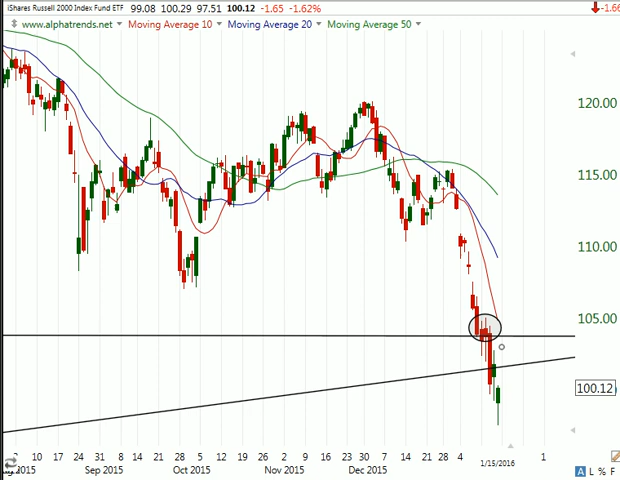 iShares Russell 2000 Index Fund ETF 99.08 100.29 97.51 100.12 -1.65 -1.62% -1.6
www.alphatrends.net Moving Average 10 Moving Average 20 Moving Average 50
120.00
115.00
110.00
105.00
100.12
10 17 24 31 8 14 21 28 5 12 19 26 2 9 16 23 30 7 14 21 28 4 1
2015 Sep 2015 Oct 2015 Nov 2015 Dec 2015 1/15/2016
A L % F